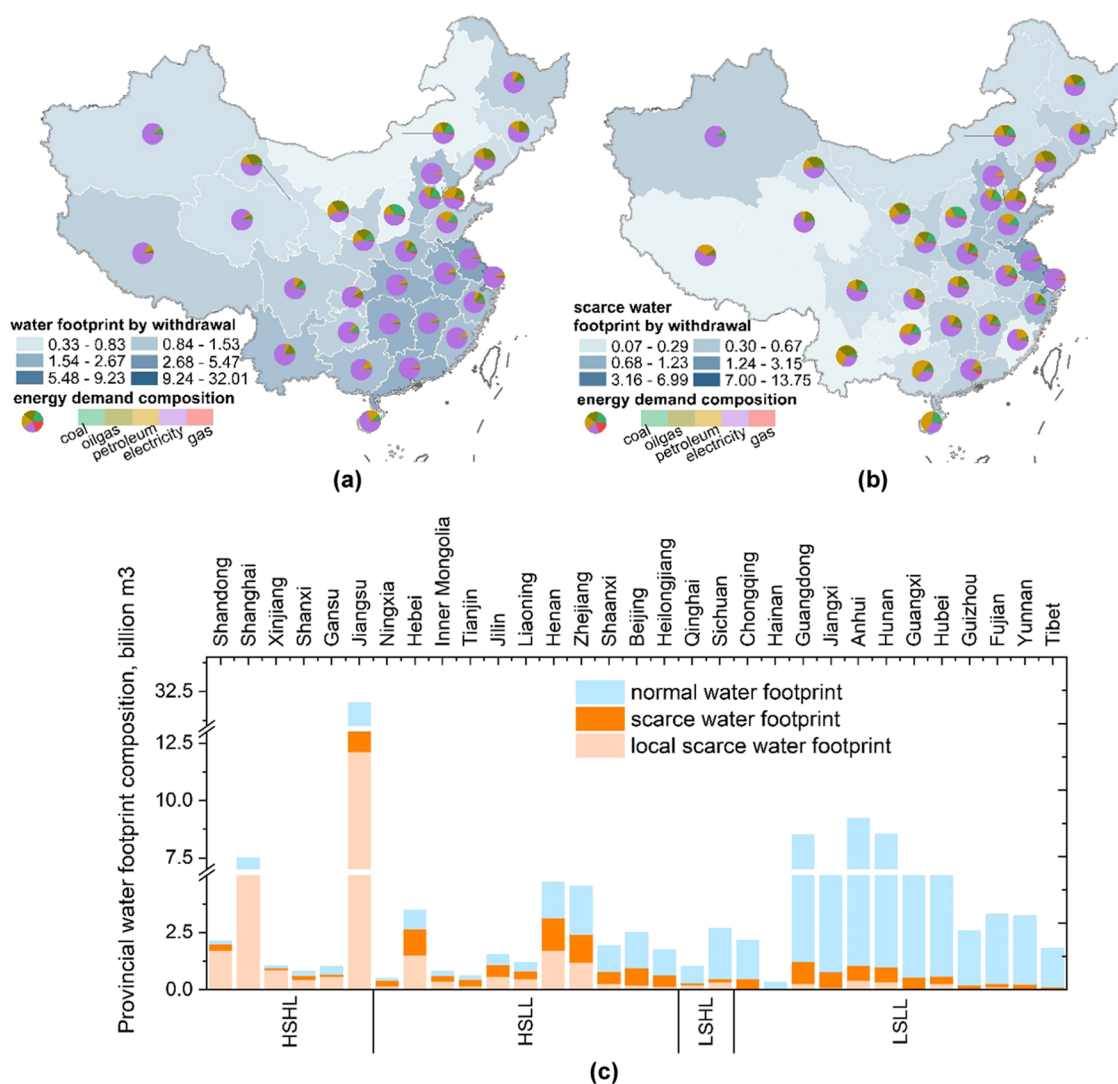 water footprint by withdrawal
0.33 - 0.83
0.84 - 1.53
1.54 - 2.67
2.68 - 5.47
5.48 - 9.23
9.24 - 32.01
energy demand composition
coal
oilgas
petroleum
electricity
gas
(a)
scarce water
footprint by withdrawal
0.07 - 0.29
0.30 - 0.67
0.68 - 1.23
1.24 - 3.15
3.16 - 6.99
7.00 - 13.75
energy demand composition
coal
oilgas
petroleum
electricity
gas
(b)
Provincial water footprint composition, billion m3
Shandong
Shanghai
Xinjiang
Shanxi
Gansu
Jiangsu
Ningxia
Hebei
Inner Mongolia
Tianjin
Jilin
Liaoning
Henan
Zhejiang
Shanxi
Beijing
Heilongjiang
Qinghai
Sichuan
Chongqing
Hainan
Guangdong
Jiangxi
Anhui
Hunan
Guangxi
Hubei
Guizhou
Fujian
Yunnan
Tibet
32.5
12.5
10.0
7.5
2.5
0.0
normal water footprint
scarce water footprint
local scarce water footprint
HSHL
HSLL
LSHL
LSLL
(c)